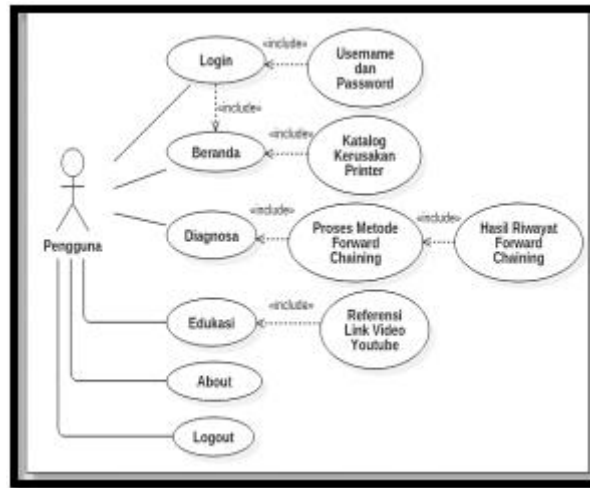 «include»
Login
Username
dan
Password
«include»
Beranda
«include»
Katalog
Kerusakan
Printer
Pengguna
Diagnosa
«include»
Proses Metode
Forward
Chaining
«include»
Hasil Riwayat
Forward
Chaining
Edukasi
«include»
Referensi
Link Video
Youtube
About
Logout